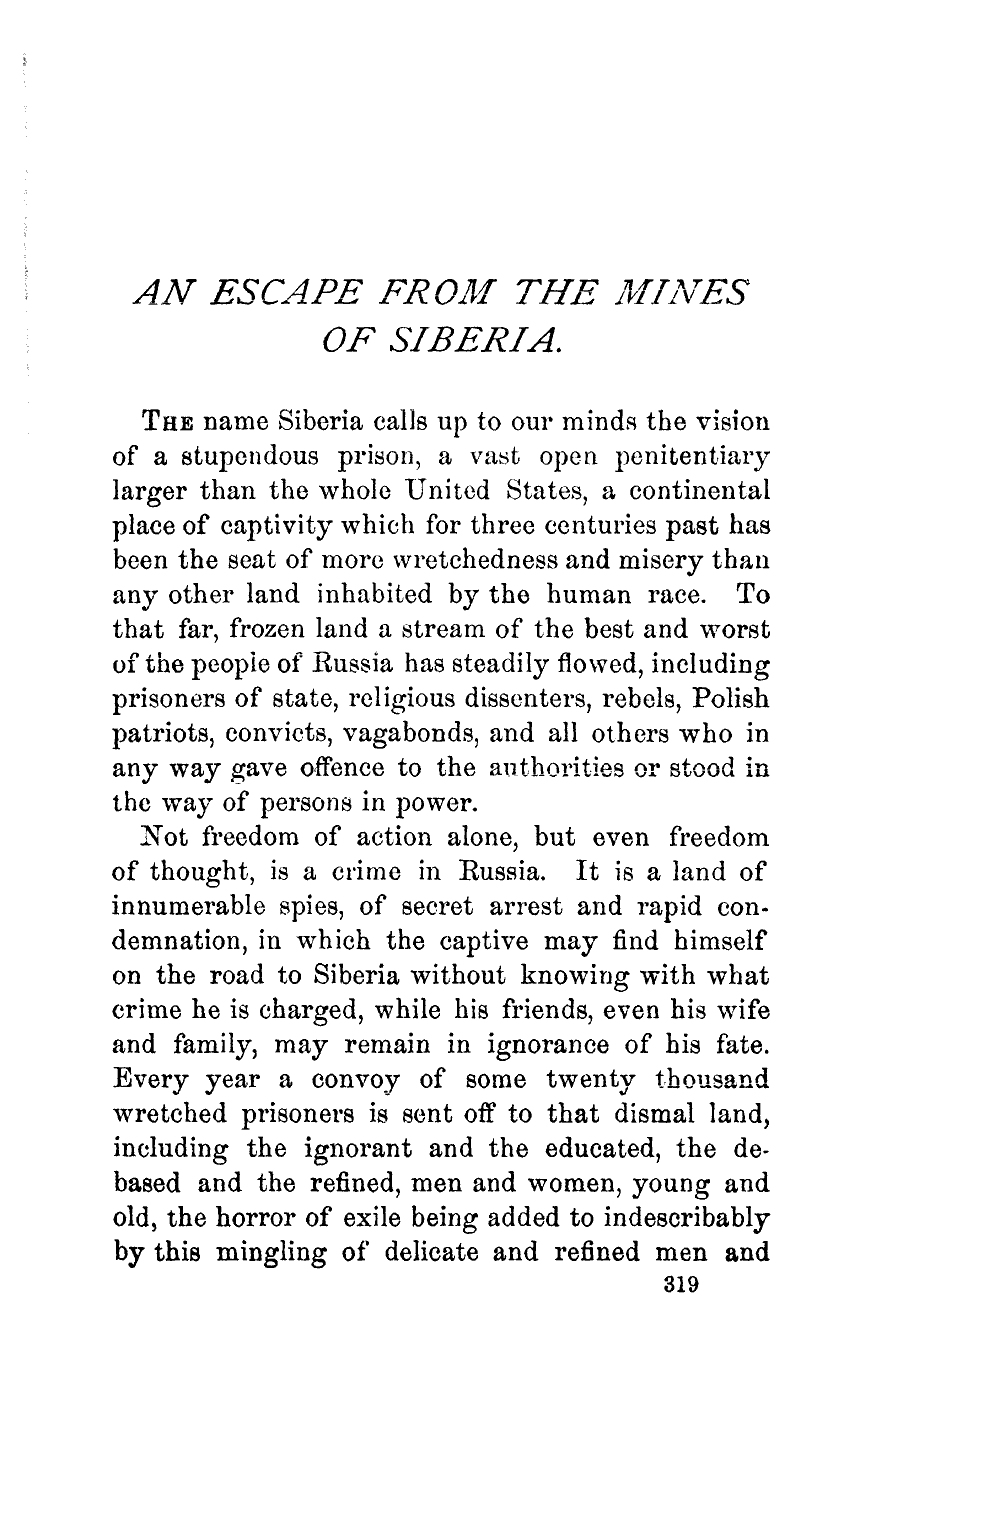 AN ESCAPE FROM THE MINES
OF SIBERIA.
THE name Siberia calls up to our minds the vision
of a stupendous prison, a vast open penitentiary
larger than the whole United States, a continental
place of captivity which for three centuries past has
been the seat of more wretchedness and misery than
any other land inhabited by the human race. To
that far, frozen land a stream of the best and worst
of the people of Russia has steadily flowed, including
prisoners of state, religious dissenters, rebels, Polish
patriots, convicts, vagabonds, and all others who in
any way gave offence to the authorities or stood in
the way of persons in power.
Not freedom of action alone, but even freedom
of thought, is a crime in Russia. It is a land of
innumerable spies, of secret arrest and rapid con-
demnation, in which the captive may find himself
on the road to Siberia without knowing with what
crime he is charged, while his friends, even his wife
and family, may remain in ignorance of his fate.
Every year a convoy of some twenty thousand
wretched prisoners is sent off to that dismal land,
including the ignorant and the educated, the de-
based and the refined, men and women, young and
old, the horror of exile being added to indescribably
by this mingling of delicate and refined men and
319